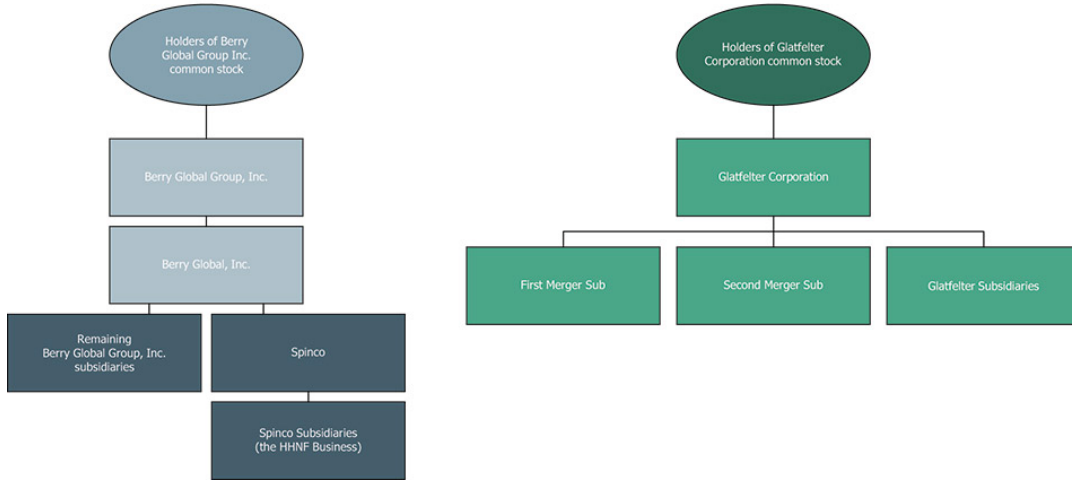 Holders of Berry
Global Group Inc.
common stock
Berry Global Group, Inc.
Berry Global, Inc.
Remaining
Berry Global Group, Inc.
subsidiaries
Spinco
Spinco Subsidiaries
(the HHNF Business)
Holders of Glatfelter
Corporation common stock
Glatfelter Corporation
First Merger Sub
Second Merger Sub
Glatfelter Subsidiaries